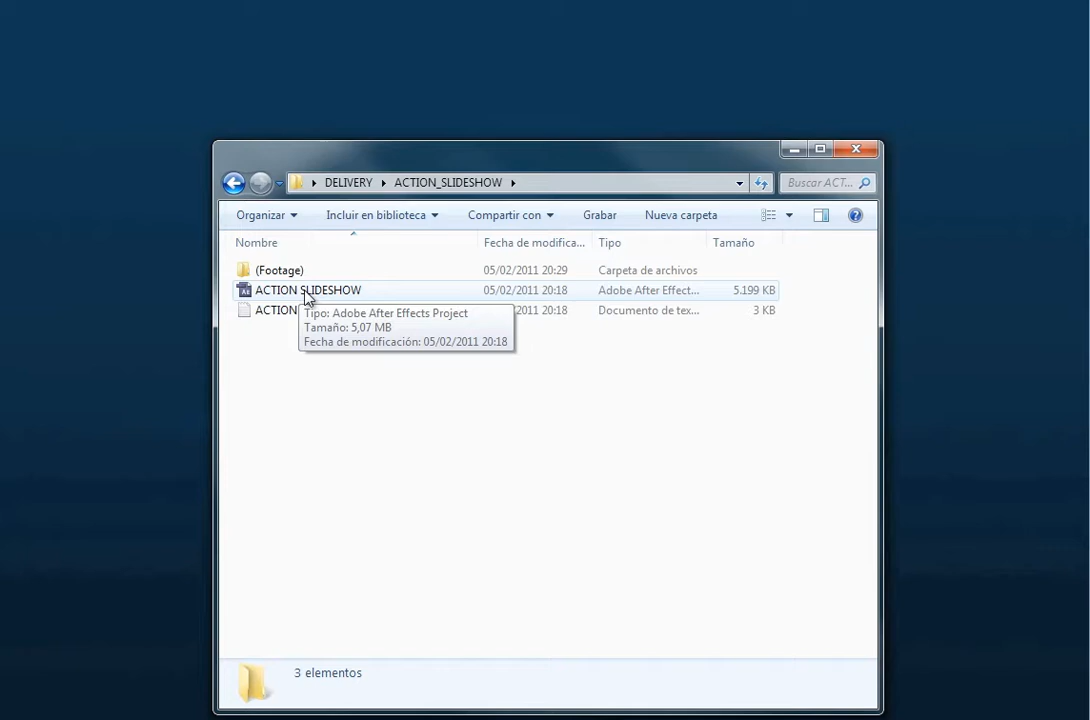 DELIVERY ACTION_SLIDESHOW Buscar ACT...
Organizar Incluir en biblioteca Compartir con Grabar Nueva carpeta
Nombre Fecha de modifica... Tipo Tamaño
(Footage) 05/02/2011 20:29 Carpeta de archivos
Ae ACTION SLIDESHOW 05/02/2011 20:18 Adobe After Effect... 5.199 KB
ACTION 05/02/2011 20:18 Documento de tex... 3 KB
Tipo: Adobe After Effects Project
Tamaño: 5,07 MB
Fecha de modificación: 05/02/2011 20:18
3 elementos